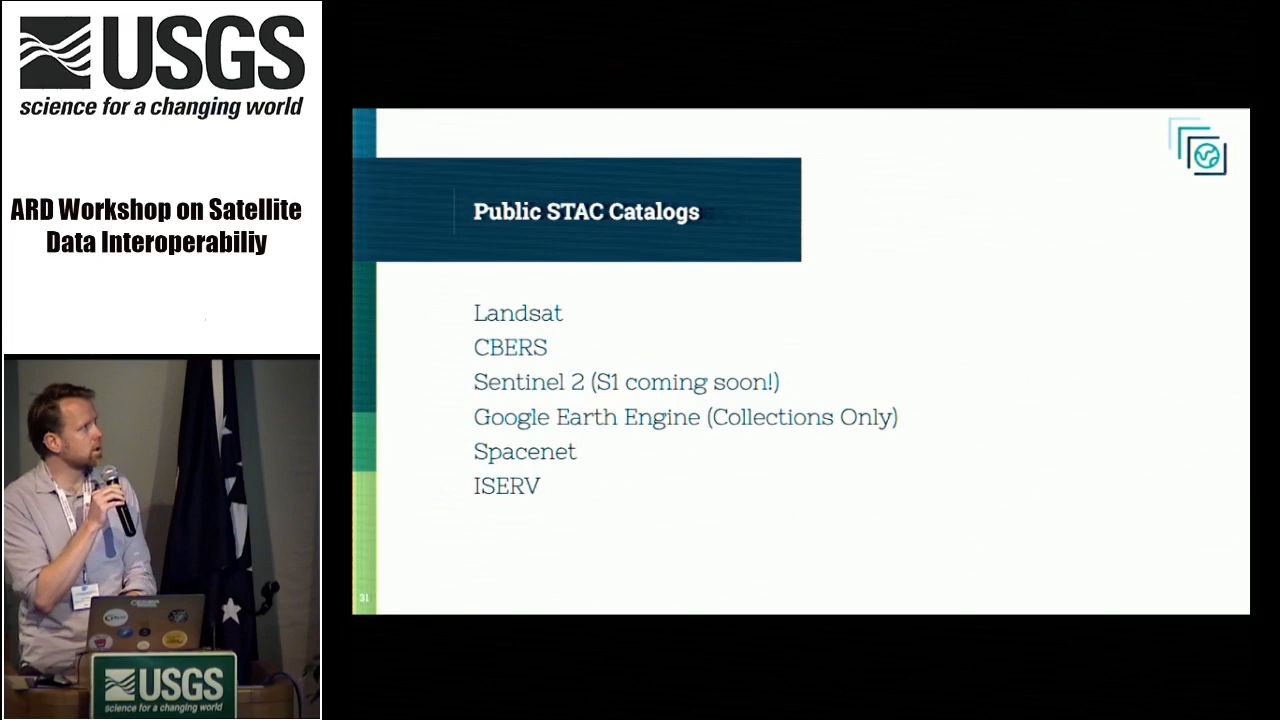 USGS
science for a changing world
ARD Workshop on Satellite
Data Interoperabiliy
Public STAC Catalogs
Landsat
CBERS
Sentinel 2 (S1 coming soon!)
Google Earth Engine (Collections Only)
Spacenet
ISERV
31
USGS
science for a changing world